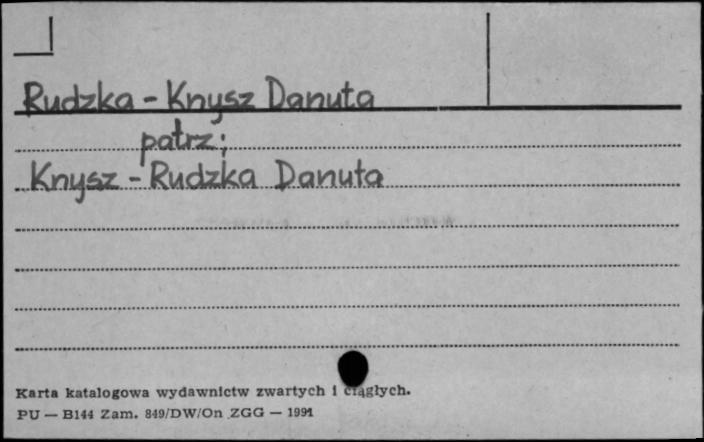 Rudzka - Knysz Danuta
patrz:
Knysz - Rudzka Danuta
Karta katalogowa wydawnictw zwartych i ciągłych.
PU — B144 Zam. 849/DW/On ZGG — 1991